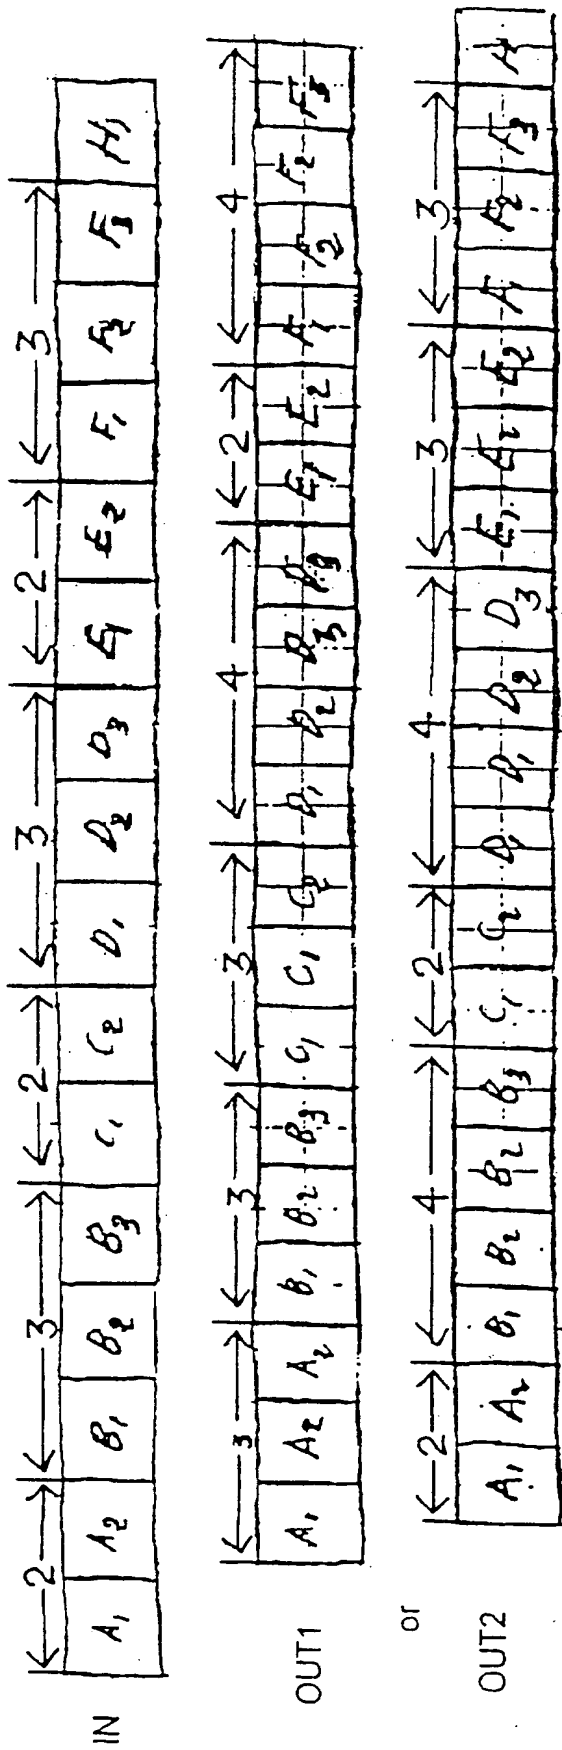 2 3 2 3 2 3
IN A1 A2 B1 B2 B3 C1 C2 D1 D2 D3 E1 E2 F1 F2 F3 H1
3 3 3 4 2 4
OUT1 A1 A2 A2 B1 B2 B3 C1 C1 C2 D1 D2 D3 D3 E1 E2 F1 F2 F2 F3
or
2 4 2 4 3 3
OUT2 A1 A2 B1 B2 B2 B3 C1 C2 D1 D1 D2 D3 E1 E2 E2 F1 F2 F3